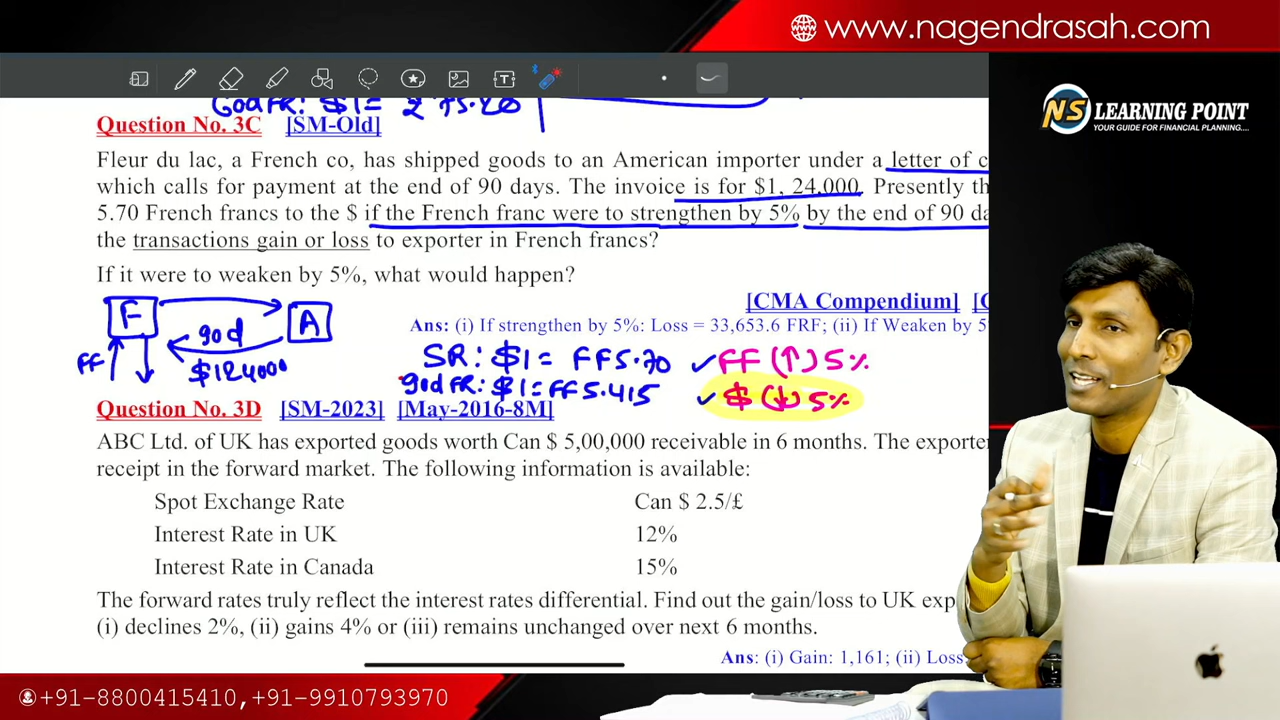 www.nagendrasah.com
NS LEARNING POINT
YOUR GUIDE FOR FINANCIAL PLANNING....
$1 = ₹ 75.20
Question No. 3C [SM-Old]
Fleur du lac, a French co, has shipped goods to an American importer under a letter of c
which calls for payment at the end of 90 days. The invoice is for $1, 24,000. Presently th
5.70 French francs to the $ if the French franc were to strengthen by 5% by the end of 90 da
the transactions gain or loss to exporter in French francs?
If it were to weaken by 5%, what would happen?
[CMA Compendium] [C
F
A
90d
$124000
FF
Ans: (i) If strengthen by 5%: Loss = 33,653.6 FRF; (ii) If Weaken by 5
SR: $1 = FF5.70 ✓FF (↑) 5%
90d FR: $1 = FF5.415 ✓$ (↓) 5%
Question No. 3D [SM-2023] [May-2016-8M]
ABC Ltd. of UK has exported goods worth Can $ 5,00,000 receivable in 6 months. The exporte
receipt in the forward market. The following information is available:
Spot Exchange Rate Can $ 2.5/£
Interest Rate in UK 12%
Interest Rate in Canada 15%
The forward rates truly reflect the interest rates differential. Find out the gain/loss to UK exp
(i) declines 2%, (ii) gains 4% or (iii) remains unchanged over next 6 months.
Ans: (i) Gain: 1,161; (ii) Loss
+91-8800415410,+91-9910793970